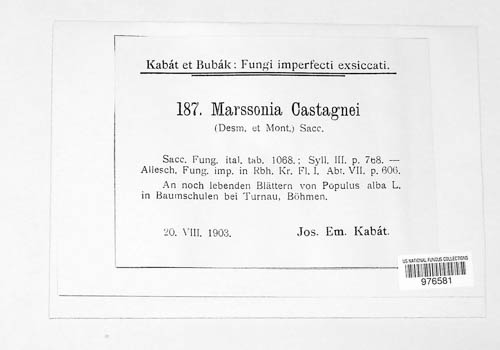 Kabát et Bubák: Fungi imperfecti exsiccati.
187. Marssonia Castagnei
(Desm. et Mont.) Sacc.
Sacc. Fung. ital. tab. 1068.; Syll. III. p. 768. —
Allesch. Fung. imp. in Rbh. Kr. Fl. I. Abt. VII. p. 606.
An noch lebenden Blättern von Populus alba L.
in Baumschulen bei Turnau, Böhmen.
20. VIII. 1903. Jos. Em. Kabát.
US NATIONAL FUNGUS COLLECTIONS
976581